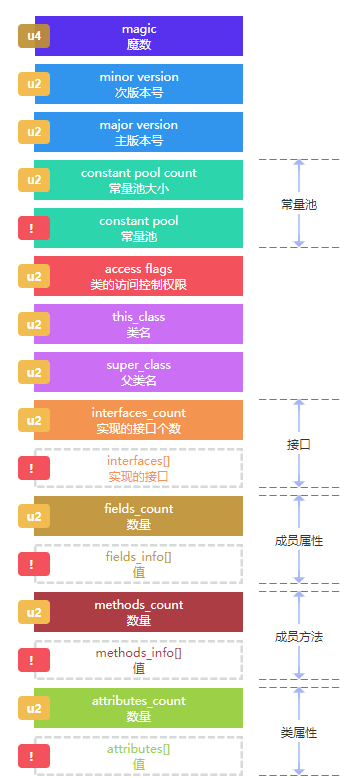 u4
magic
魔数
u2
minor version
次版本号
u2
major version
主版本号
u2
constant pool count
常量池大小
!
constant pool
常量池
常量池
u2
access flags
类的访问控制权限
u2
this_class
类名
u2
super_class
父类名
u2
interfaces_count
实现的接口个数
!
interfaces[]
实现的接口
接口
u2
fields_count
数量
!
fields_info[]
值
成员属性
u2
methods_count
数量
!
methods_info[]
值
成员方法
u2
attributes_count
数量
!
attributes[]
值
类属性